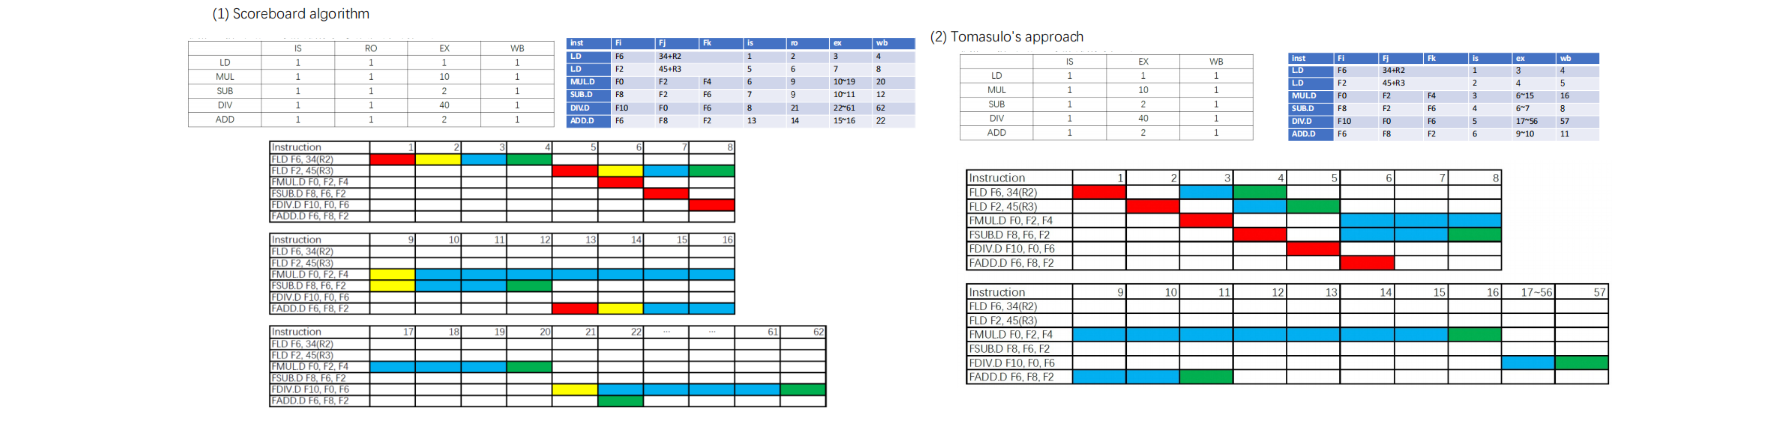 (1) Scoreboard algorithm
IS RO EX WB
LD 1 1 1 1
MUL 1 1 10 1
SUB 1 1 2 1
DIV 1 1 40 1
ADD 1 1 2 1
inst Fi Fj Fk is ro ex wb
L.D F6 34+R2 1 2 3 4
L.D F2 45+R3 5 6 7 8
MUL.D F0 F2 F4 6 9 10~19 20
SUB.D F8 F2 F6 7 9 10~11 12
DIV.D F10 F0 F6 8 21 22~61 62
ADD.D F6 F8 F2 13 14 15~16 22
Instruction 1 2 3 4 5 6 7 8
FLD F6, 34(R2)
FLD F2, 45(R3)
FMUL.D F0, F2, F4
FSUB.D F8, F6, F2
FDIV.D F10, F0, F6
FADD.D F6, F8, F2
Instruction 9 10 11 12 13 14 15 16
FLD F6, 34(R2)
FLD F2, 45(R3)
FMUL.D F0, F2, F4
FSUB.D F8, F6, F2
FDIV.D F10, F0, F6
FADD.D F6, F8, F2
Instruction 17 18 19 20 21 22 ... ... 61 62
FLD F6, 34(R2)
FLD F2, 45(R3)
FMUL.D F0, F2, F4
FSUB.D F8, F6, F2
FDIV.D F10, F0, F6
FADD.D F6, F8, F2
(2) Tomasulo's approach
IS EX WB
LD 1 1 1
MUL 1 10 1
SUB 1 2 1
DIV 1 40 1
ADD 1 2 1
inst Fi Fj Fk is ex wb
L.D F6 34+R2 1 3 4
L.D F2 45+R3 2 4 5
MUL.D F0 F2 F4 3 6~15 16
SUB.D F8 F2 F6 4 6~7 8
DIV.D F10 F0 F6 5 17~56 57
ADD.D F6 F8 F2 6 9~10 11
Instruction 1 2 3 4 5 6 7 8
FLD F6, 34(R2)
FLD F2, 45(R3)
FMUL.D F0, F2, F4
FSUB.D F8, F6, F2
FDIV.D F10, F0, F6
FADD.D F6, F8, F2
Instruction 9 10 11 12 13 14 15 16 17~56 57
FLD F6, 34(R2)
FLD F2, 45(R3)
FMUL.D F0, F2, F4
FSUB.D F8, F6, F2
FDIV.D F10, F0, F6
FADD.D F6, F8, F2